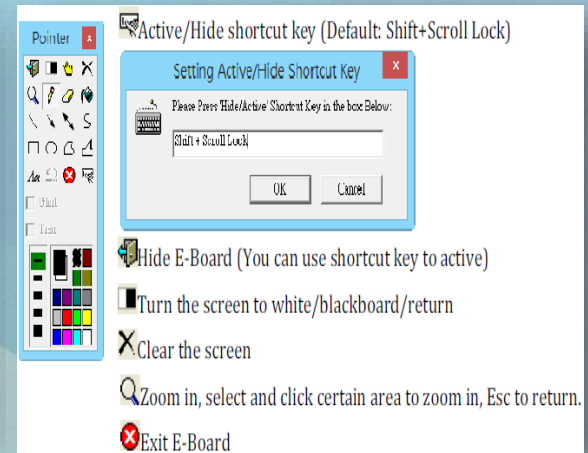 Pointer
Active/Hide shortcut key (Default: Shift+Scroll Lock)
Setting Active/Hide Shortcut Key
Please Press 'Hide/Active' Shortcut Key in the box Below:
Shift + Scroll Lock
OK
Cancel
Hide E-Board (You can use shortcut key to active)
Turn the screen to white/blackboard/return
Clear the screen
Zoom in, select and click certain area to zoom in, Esc to return.
Exit E-Board